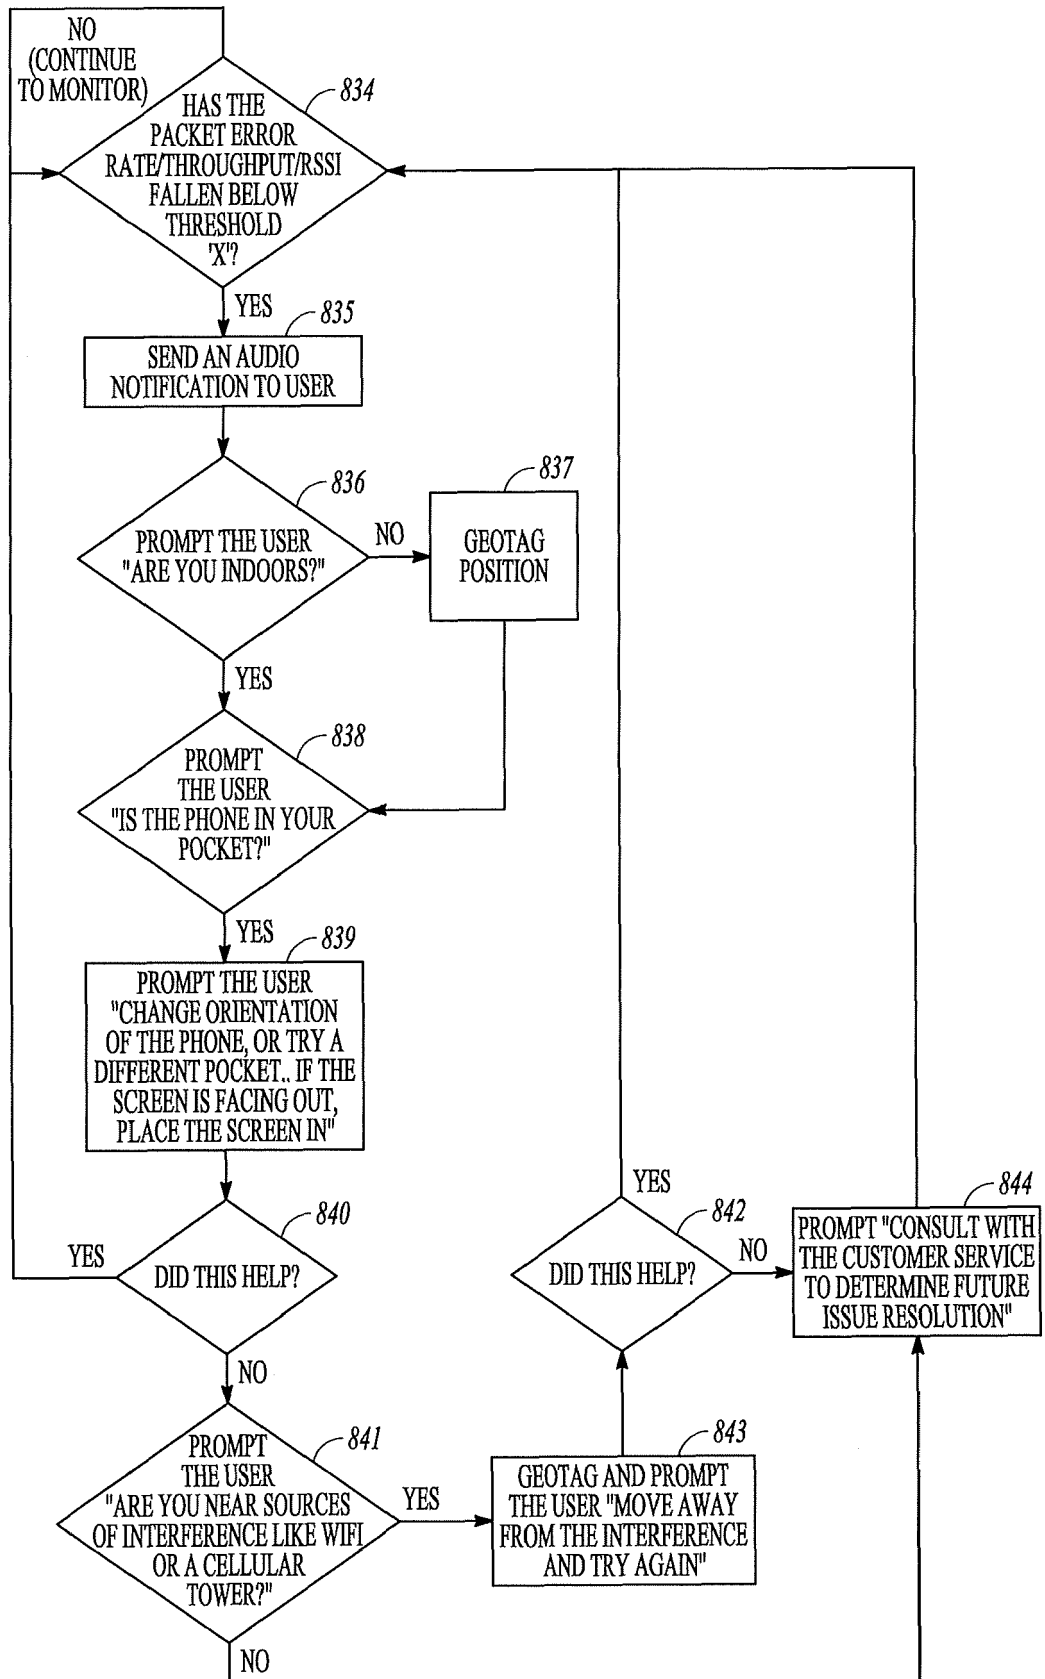 NO
(CONTINUE
TO MONITOR)
834
HAS THE
PACKET ERROR
RATE/THROUGHPUT/RSSI
FALLEN BELOW
THRESHOLD
'X'?
YES
835
SEND AN AUDIO
NOTIFICATION TO USER
836
PROMPT THE USER
"ARE YOU INDOORS?"
NO
837
GEOTAG
POSITION
YES
838
PROMPT
THE USER
"IS THE PHONE IN YOUR
POCKET?"
YES
839
PROMPT THE USER
"CHANGE ORIENTATION
OF THE PHONE, OR TRY A
DIFFERENT POCKET.. IF THE
SCREEN IS FACING OUT,
PLACE THE SCREEN IN"
840
YES
DID THIS HELP?
NO
841
PROMPT
THE USER
"ARE YOU NEAR SOURCES
OF INTERFERENCE LIKE WIFI
OR A CELLULAR
TOWER?"
YES
NO
843
GEOTAG AND PROMPT
THE USER "MOVE AWAY
FROM THE INTERFERENCE
AND TRY AGAIN"
842
DID THIS HELP?
YES
NO
844
PROMPT "CONSULT WITH
THE CUSTOMER SERVICE
TO DETERMINE FUTURE
ISSUE RESOLUTION"